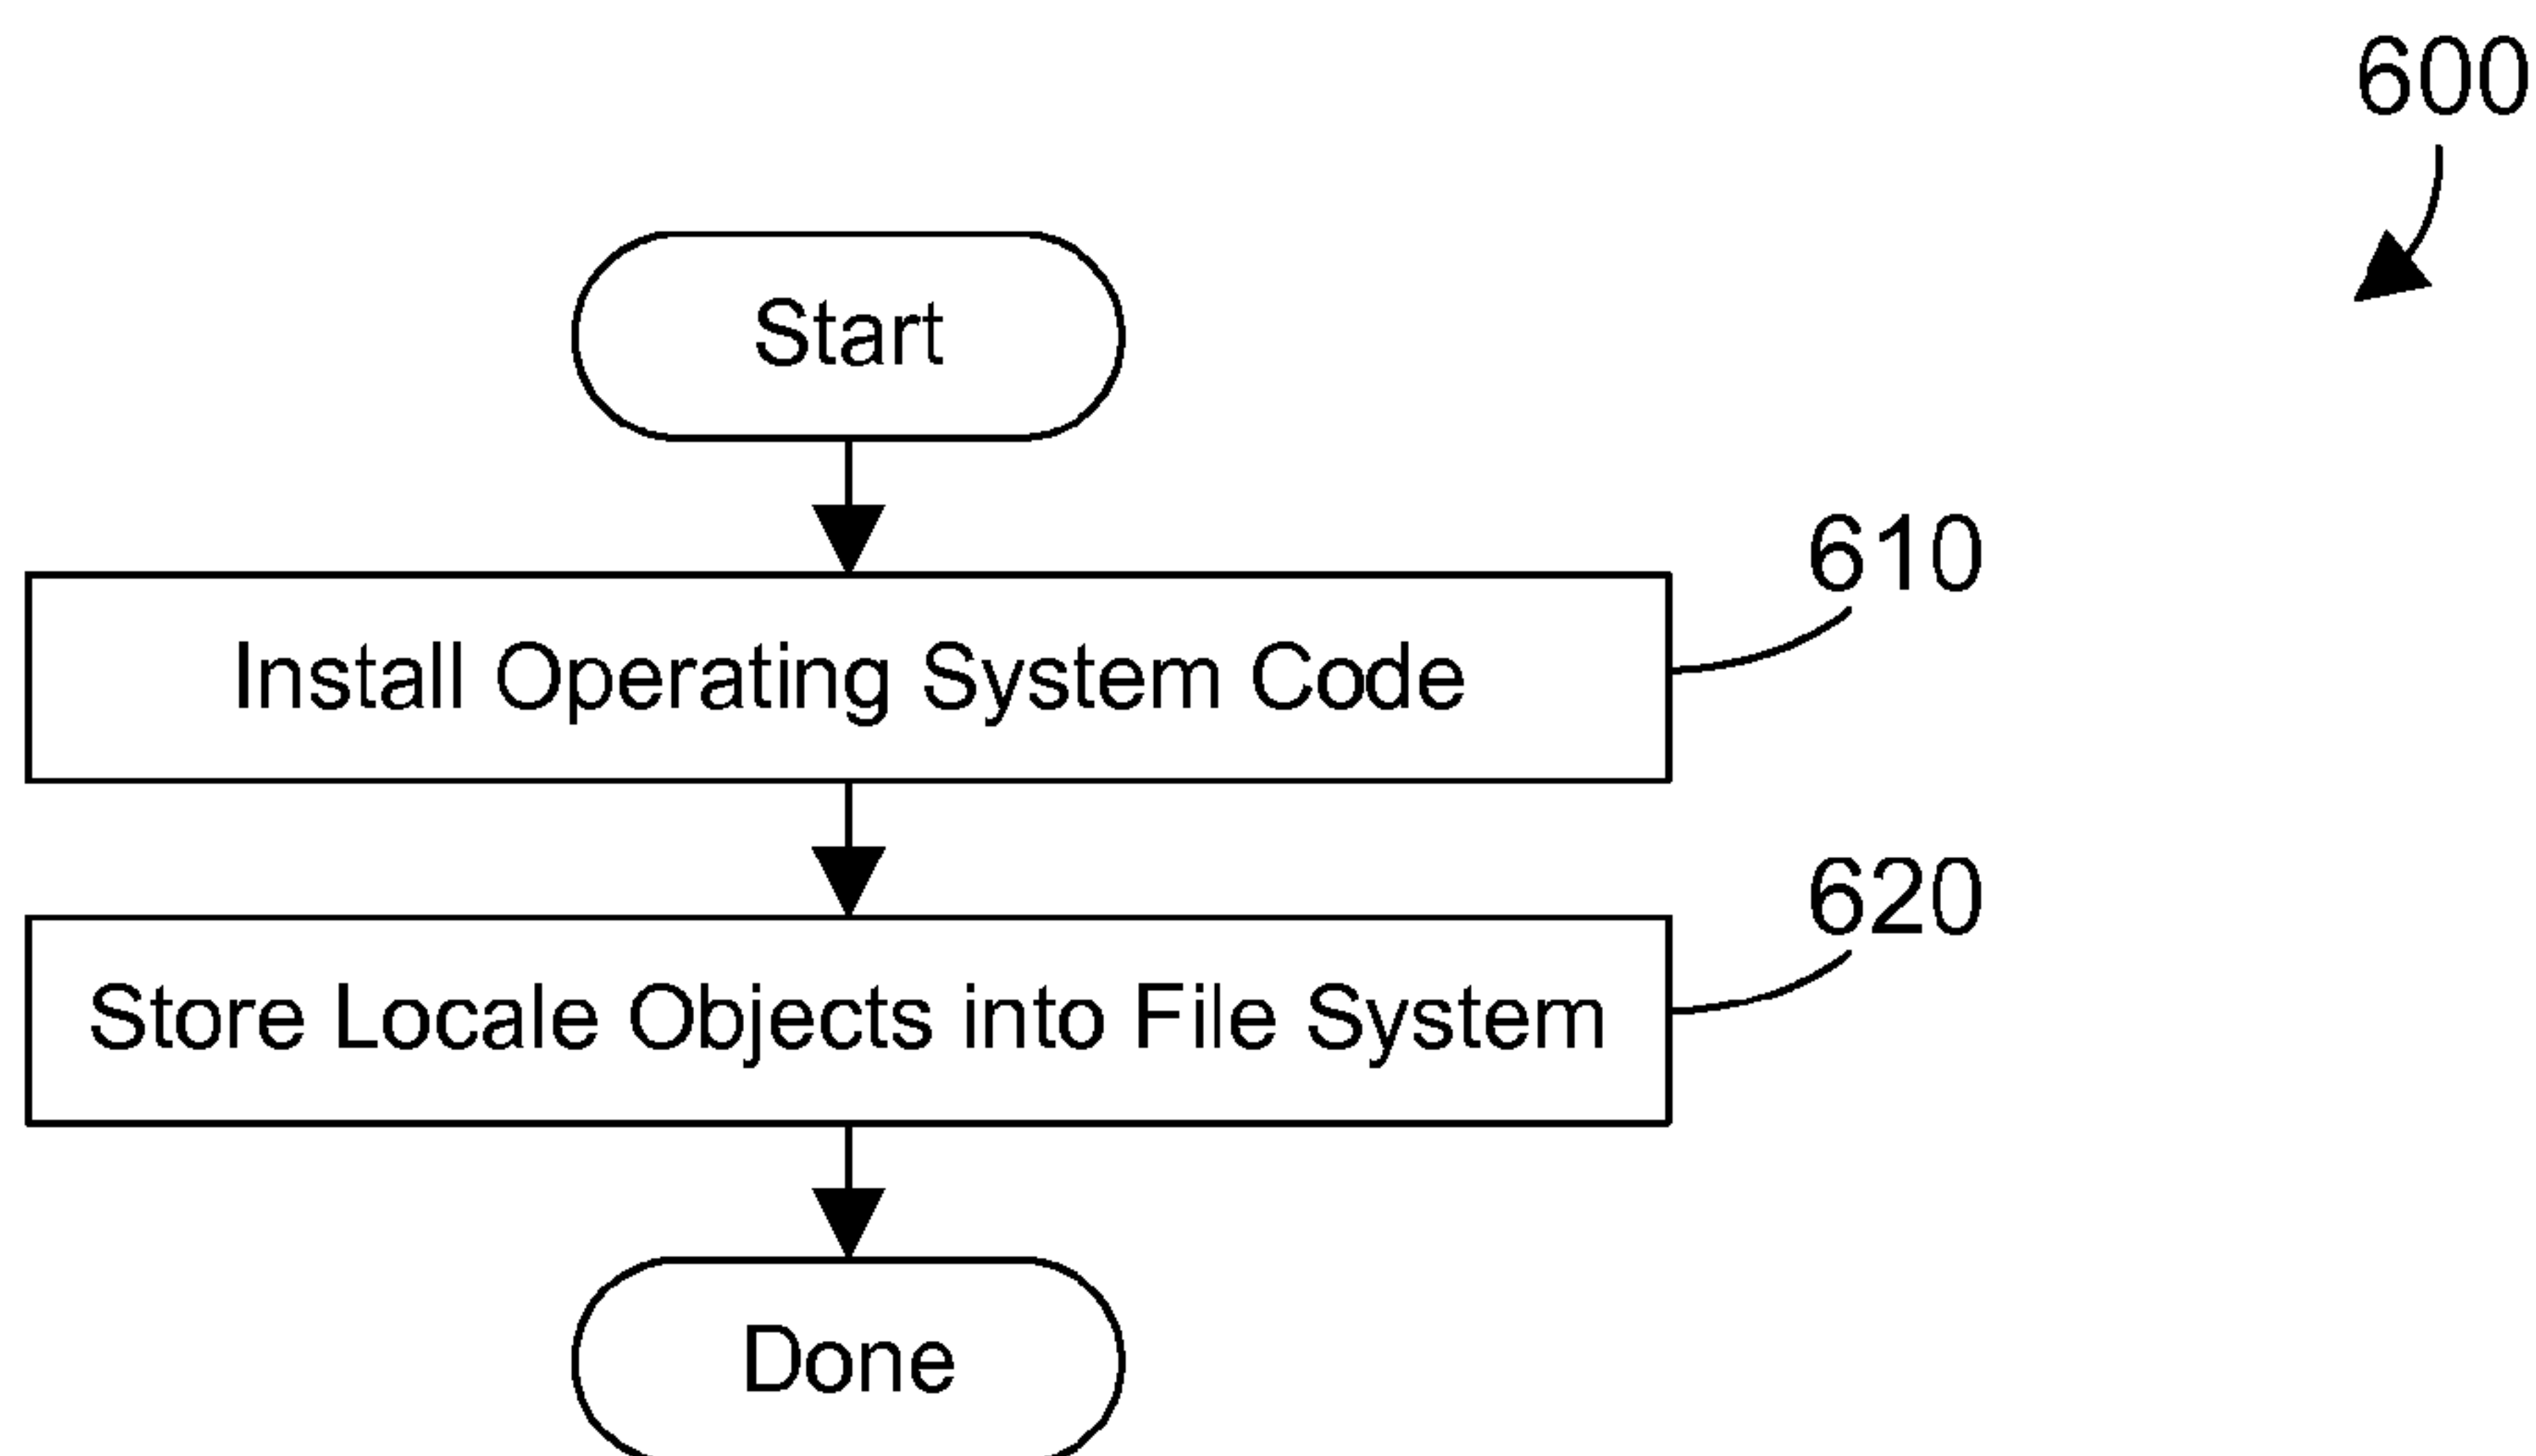 600
Start
610
Install Operating System Code
620
Store Locale Objects into File System
Done